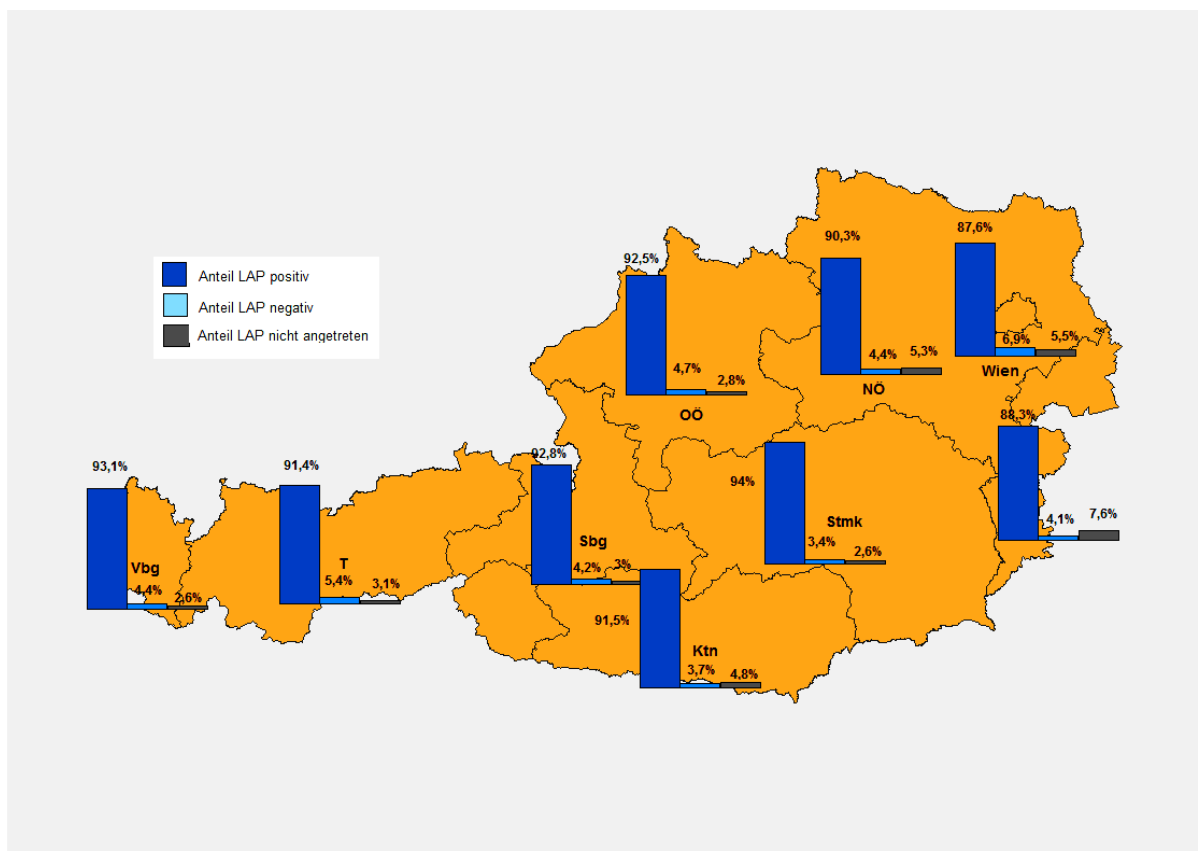 87,6%
90,3%
92,5%
Anteil LAP positiv
Anteil LAP negativ
Anteil LAP nicht angetreten
6,9%
5,5%
4,4%
5,3%
Wien
4,7%
2,8%
NÖ
OÖ
88,3%
92,8%
93,1%
91,4%
94%
Stmk
4,1%
7,6%
Sbg
3,4%
2,6%
Vbg
T
4,2%
3%
4,4%
2,6%
5,4%
3,1%
91,5%
Ktn
3,7%
4,8%